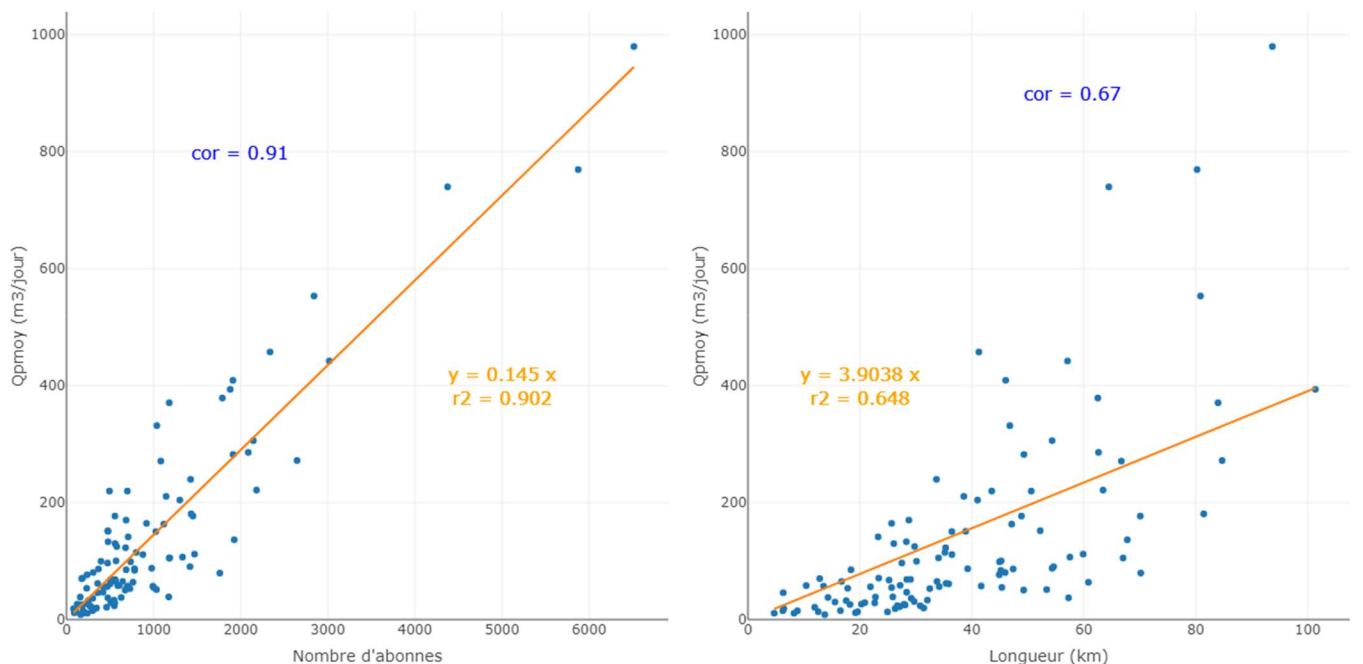 1000
800
600
400
200
0
Qpmoy (m3/jour)
cor = 0.91
y = 0.145 x
r2 = 0.902
0
1000
2000
3000
4000
5000
6000
Nombre d'abonnes
1000
800
600
400
200
0
Qpmoy (m3/jour)
cor = 0.67
y = 3.9038 x
r2 = 0.648
0
20
40
60
80
100
Longueur (km)